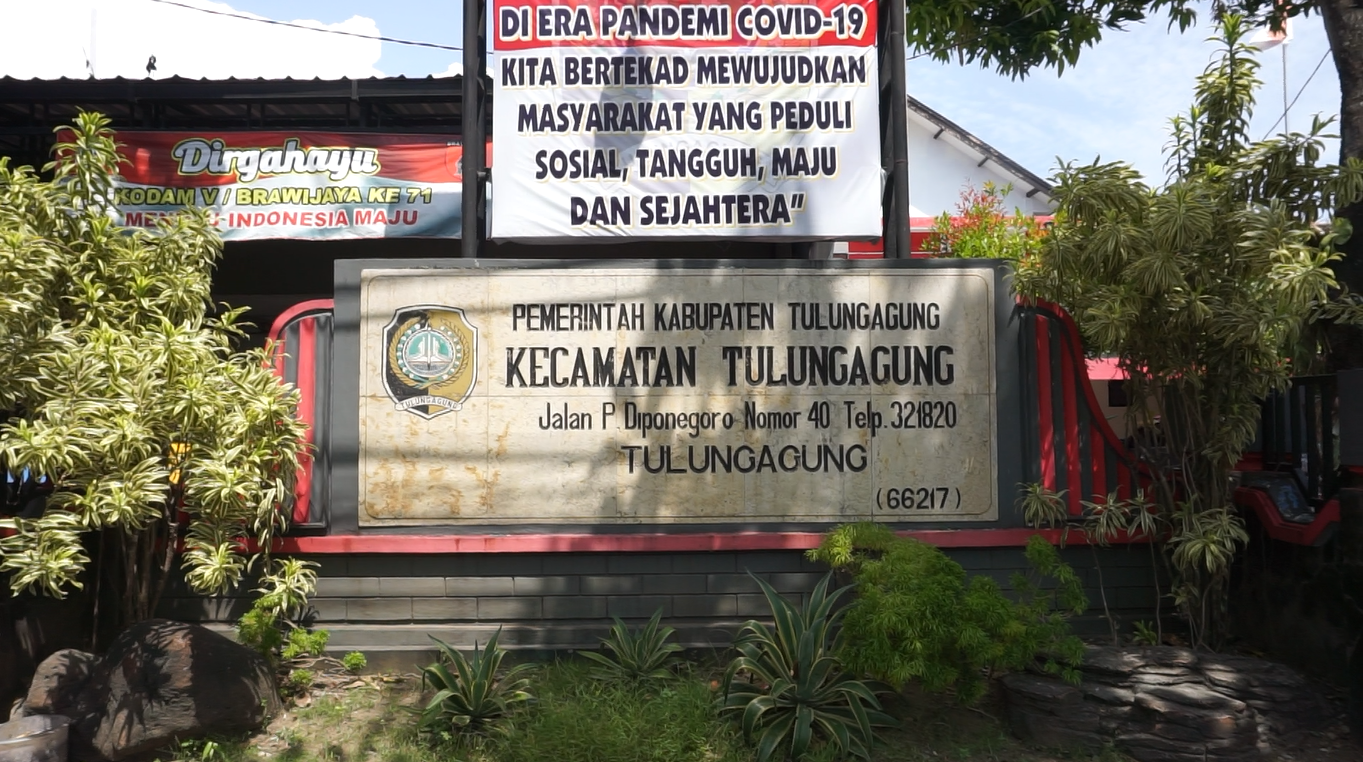 DI ERA PANDEMI COVID-19
KITA BERTEKAD MEWUJUDKAN
MASYARAKAT YANG PEDULI
SOSIAL, TANGGUH, MAJU
DAN SEJAHTERA”
Dirgahayu
KODAM V / BRAWIJAYA KE 71
INDONESIA MAJU
PEMERINTAH KABUPATEN TULUNGAGUNG
KECAMATAN TULUNGAGUNG
Jalan P. Diponegoro Nomor 40 Telp. 321820
TULUNGAGUNG
(66217)
TULUNGAGUNG